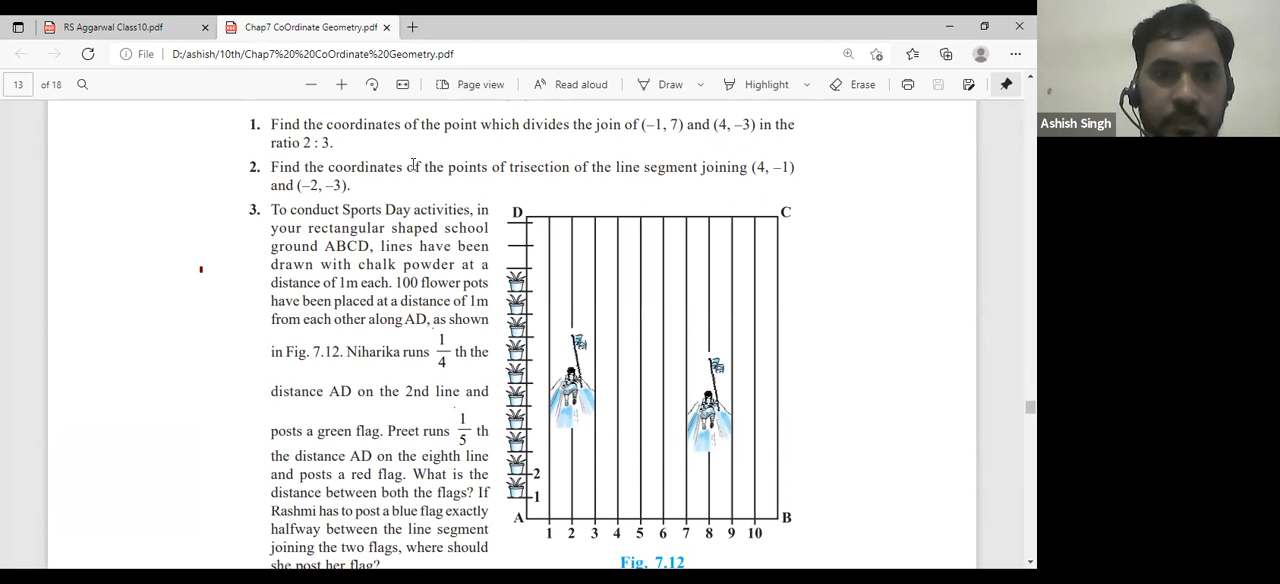 RS Aggarwal Class10.pdf
Chap7 CoOrdinate Geometry.pdf
File
D:/ashish/10th/Chap7%20%20CoOrdinate%20Geometry.pdf
13 of 18
Page view
Read aloud
Draw
Highlight
Erase
Ashish Singh
1. Find the coordinates of the point which divides the join of (–1, 7) and (4, –3) in the
ratio 2 : 3.
2. Find the coordinates of the points of trisection of the line segment joining (4, –1)
and (–2, –3).
3. To conduct Sports Day activities, in
your rectangular shaped school
ground ABCD, lines have been
drawn with chalk powder at a
distance of 1m each. 100 flower pots
have been placed at a distance of 1m
from each other along AD, as shown
in Fig. 7.12. Niharika runs 1/4 th the
distance AD on the 2nd line and
posts a green flag. Preet runs 1/5 th
the distance AD on the eighth line
and posts a red flag. What is the
distance between both the flags? If
Rashmi has to post a blue flag exactly
halfway between the line segment
joining the two flags, where should
she post her flag?
D C
2
1
A B
1 2 3 4 5 6 7 8 9 10
Fig. 7.12